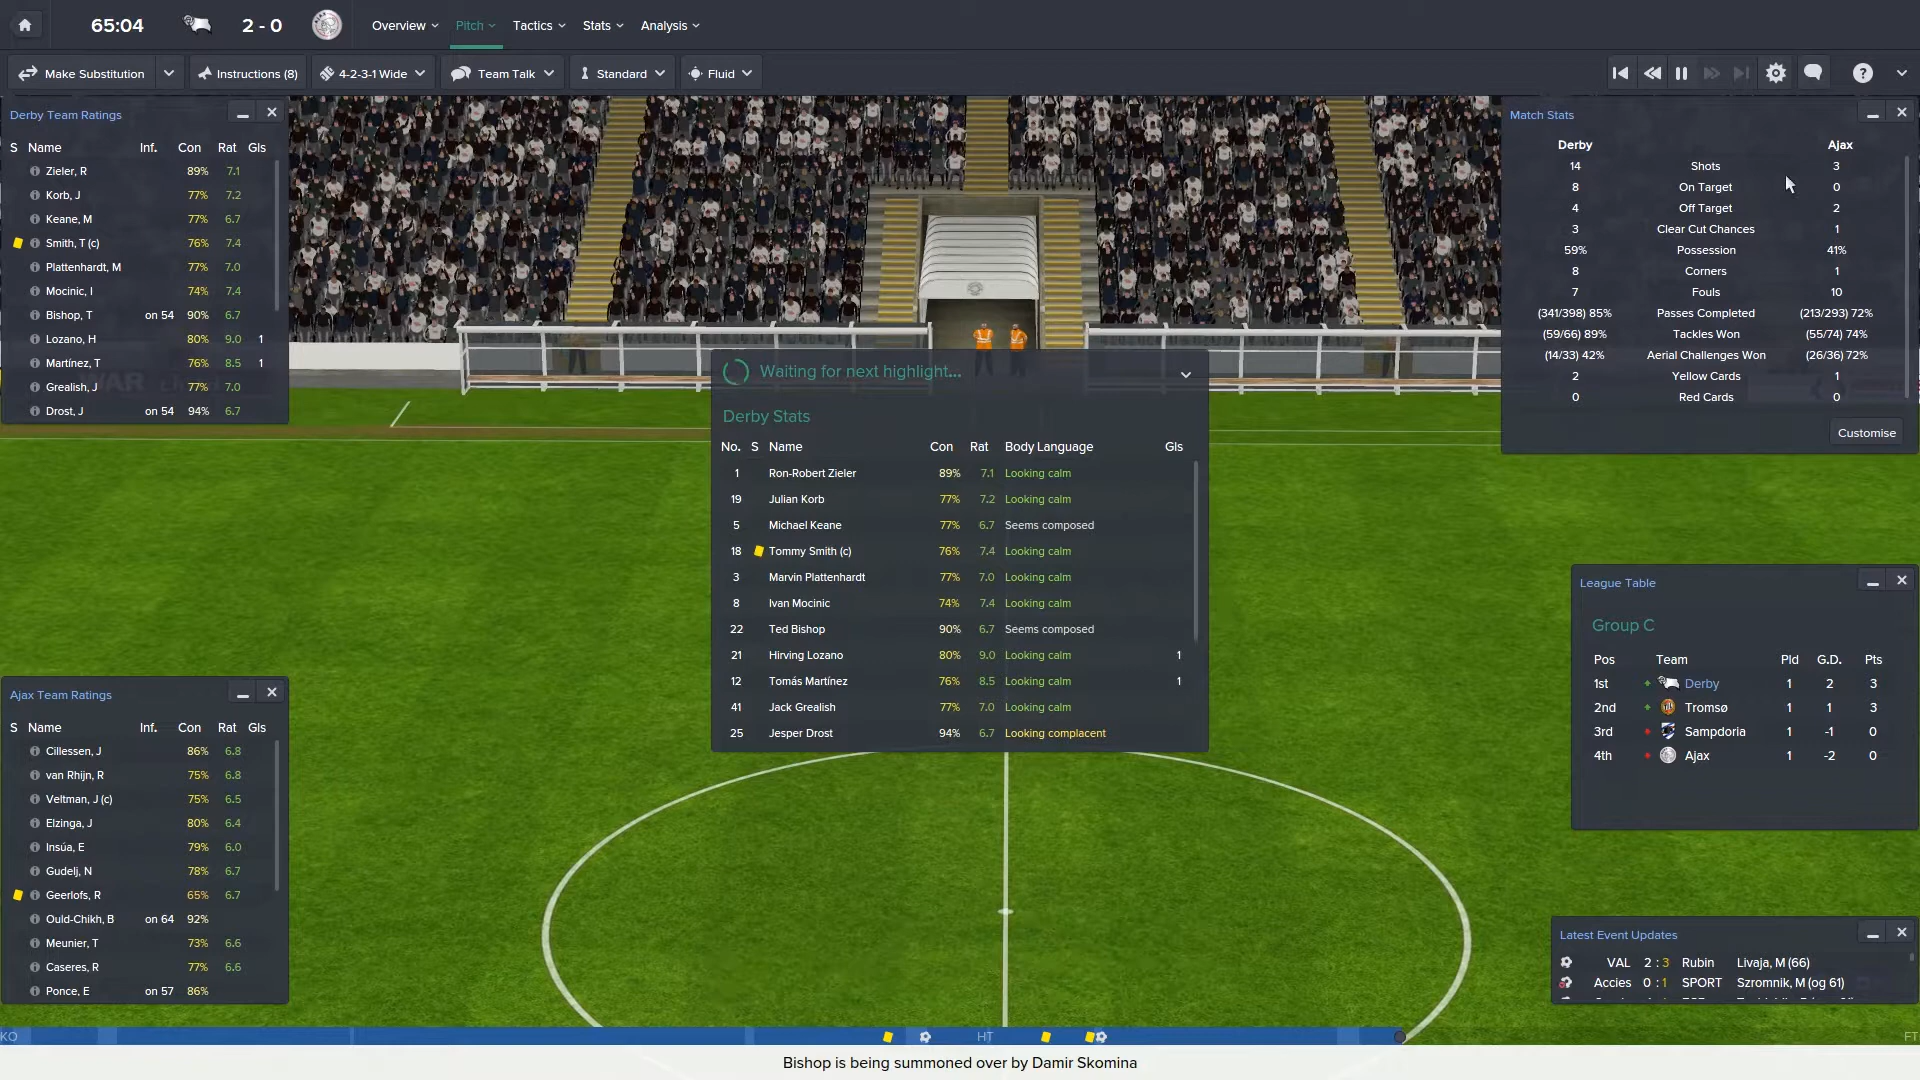 65:04 2 - 0 Overview Pitch Tactics Stats Analysis
Make Substitution Instructions (8) 4-2-3-1 Wide Team Talk Standard Fluid
Derby Team Ratings
S Name Inf. Con Rat Gls
Zieler, R 89% 7.1
Korb, J 77% 7.2
Keane, M 77% 6.7
Smith, T (c) 76% 7.4
Plattenhardt, M 77% 7.0
Mocinic, I 74% 7.4
Bishop, T on 54 90% 6.7
Lozano, H 80% 9.0 1
Martínez, T 76% 8.5 1
Grealish, J 77% 7.0
Drost, J on 54 94% 6.7
Match Stats
Derby Ajax
14 Shots 3
8 On Target 0
4 Off Target 2
3 Clear Cut Chances 1
59% Possession 41%
8 Corners 1
7 Fouls 10
(341/398) 85% Passes Completed (213/293) 72%
(59/66) 89% Tackles Won (55/74) 74%
(14/33) 42% Aerial Challenges Won (26/36) 72%
2 Yellow Cards 1
0 Red Cards 0
Customise
Waiting for next highlight...
Derby Stats
No. S Name Con Rat Body Language Gls
1 Ron-Robert Zieler 89% 7.1 Looking calm
19 Julian Korb 77% 7.2 Looking calm
5 Michael Keane 77% 6.7 Seems composed
18 Tommy Smith (c) 76% 7.4 Looking calm
3 Marvin Plattenhardt 77% 7.0 Looking calm
8 Ivan Mocinic 74% 7.4 Looking calm
22 Ted Bishop 90% 6.7 Seems composed
21 Hirving Lozano 80% 9.0 Looking calm 1
12 Tomás Martínez 76% 8.5 Looking calm 1
41 Jack Grealish 77% 7.0 Looking calm
25 Jesper Drost 94% 6.7 Looking complacent
League Table
Group C
Pos Team Pld G.D. Pts
1st Derby 1 2 3
2nd Tromsø 1 1 3
3rd Sampdoria 1 -1 0
4th Ajax 1 -2 0
Ajax Team Ratings
S Name Inf. Con Rat Gls
Cillessen, J 86% 6.8
van Rhijn, R 75% 6.8
Veltman, J (c) 75% 6.5
Elzinga, J 80% 6.4
Insúa, E 79% 6.0
Gudelj, N 78% 6.7
Geerlofs, R 65% 6.7
Ould-Chikh, B on 64 92%
Meunier, T 73% 6.6
Caseres, R 77% 6.6
Ponce, E on 57 86%
Latest Event Updates
VAL 2 : 3 Rubin Livaja, M (66)
Accies 0 : 1 SPORT Szromnik, M (og 61)
KO HT FT
Bishop is being summoned over by Damir Skomina